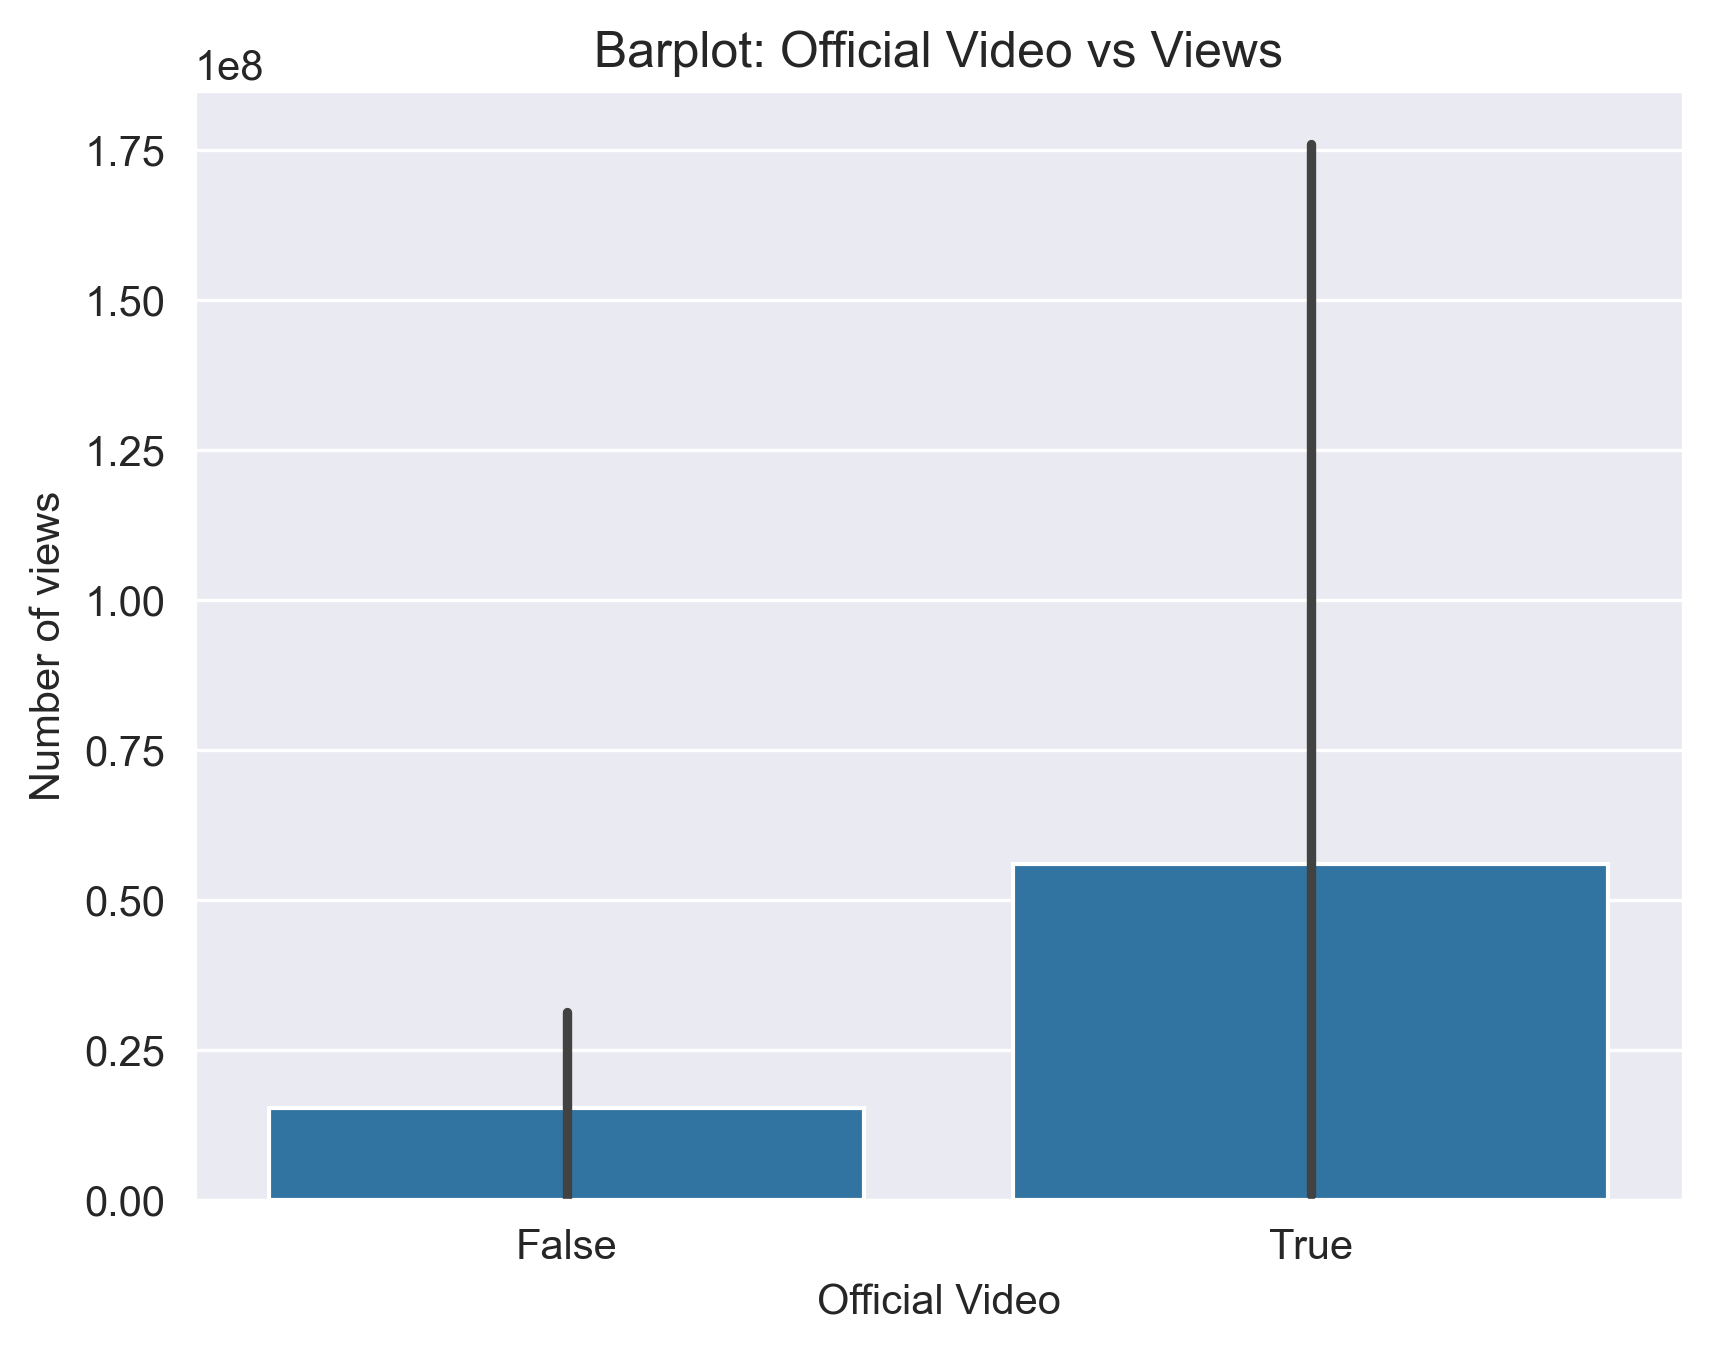 Barplot: Official Video vs Views
1e8
1.75
1.50
1.25
1.00
0.75
0.50
0.25
0.00
Number of views
False
True
Official Video